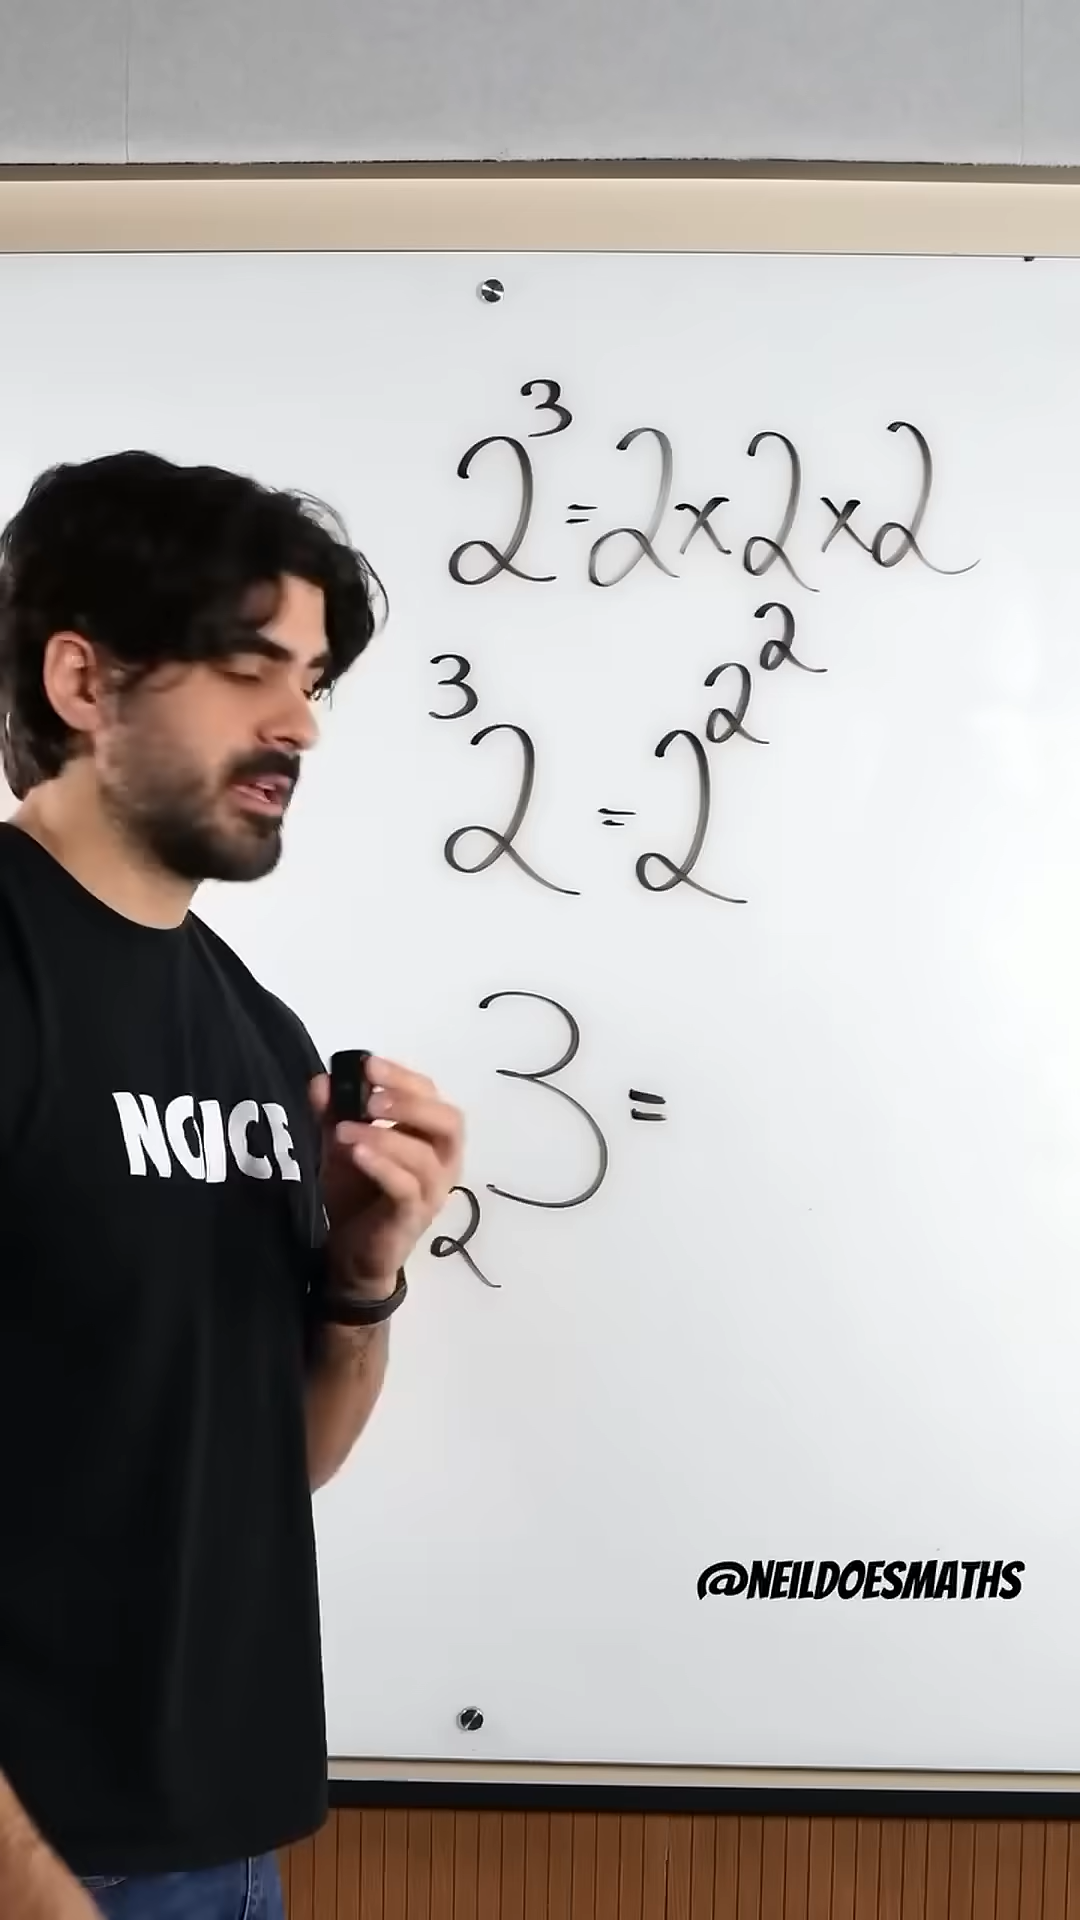 2³=2x2x2
³2=2^2^2
₂3=
NOICE
@NEILDOESMATHS